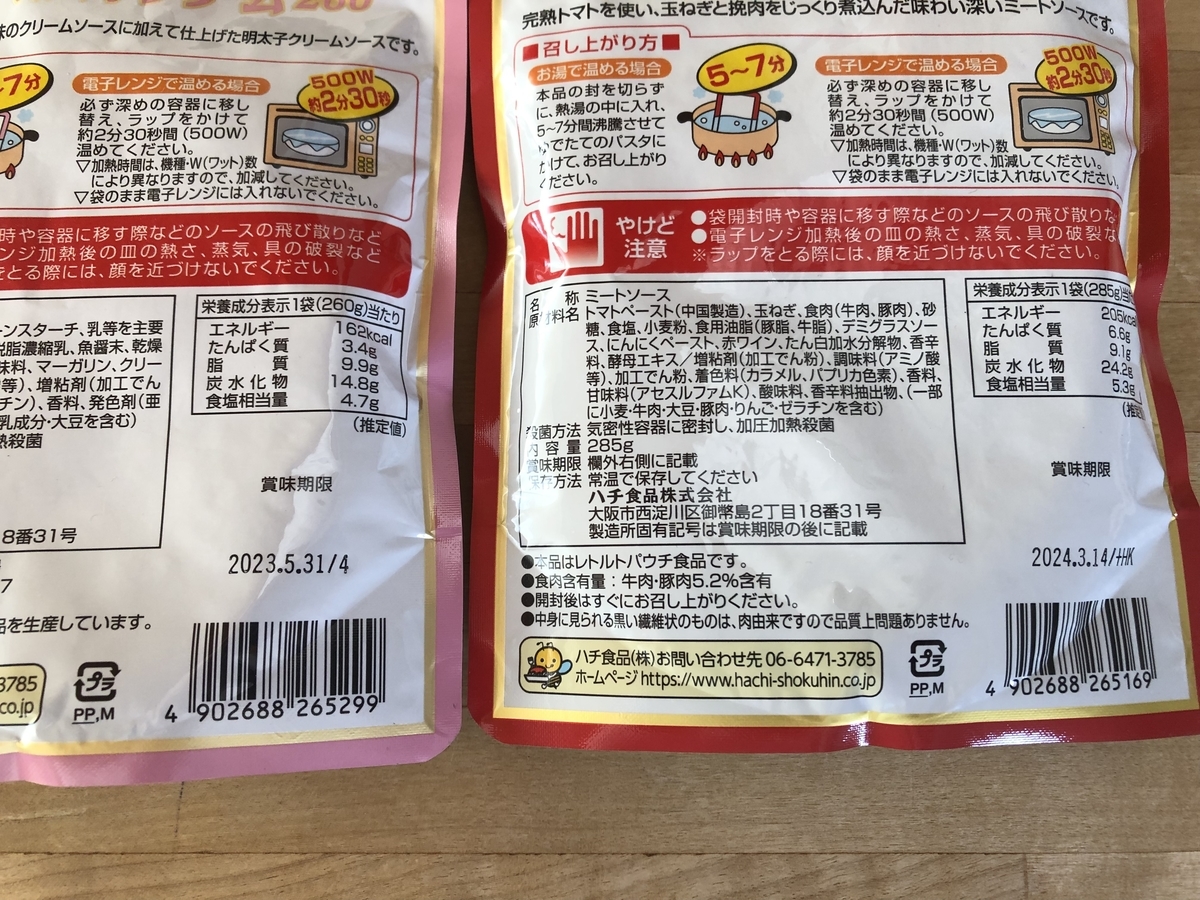 260
味のクリームソースに加えて仕上げた明太子クリームソースです。
~7分
電子レンジで温める場合
500W
約2分30秒
必ず深めの容器に移し
替え、ラップをかけて
約2分30秒間(500W)
温めてください。
▽加熱時間は、機種・W(ワット)数
により異なりますので、加減してください。
▽袋のまま電子レンジには入れないでください。
時や容器に移す際などのソースの飛び散りなど
ンジ加熱後の皿の熱さ、蒸気、具の破裂など
をとる際には、顔を近づけないでください。
ーンスターチ、乳等を主要
脱脂濃縮乳、魚醤末、乾燥
味料、マーガリン、クリー
等)、増粘剤(加工でん
チン)、香料、発色剤(亜
乳成分・大豆を含む)
熱殺菌
8番31号
栄養成分表示1袋(260g)当たり
エネルギー 162kcal
たんぱく質 3.4g
脂質 9.9g
炭水化物 14.8g
食塩相当量 4.7g
(推定値)
賞味期限
2023.5.31/4
7
品を生産しています。
3785
co.jp
プラ
PP,M
4 902688 265299
完熟トマトを使い、玉ねぎと挽肉をじっくり煮込んだ味わい深いミートソースです。
■召し上がり方■
お湯で温める場合
5~7分
本品の封を切らず
に、熱湯の中に入れ、
5~7分間沸騰させて
ゆでたてのパスタに
かけて、お召し上がり
ください。
電子レンジで温める場合
500W
約2分30秒
必ず深めの容器に移し
替え、ラップをかけて
約2分30秒間(500W)
温めてください。
▽加熱時間は、機種・W(ワット)数
により異なりますので、加減してください。
▽袋のまま電子レンジには入れないでください
やけど
注意
●袋開封時や容器に移す際などのソースの飛び散りな
●電子レンジ加熱後の皿の熱さ、蒸気、具の破裂な
※ラップをとる際には、顔を近づけないでください。
名称 ミートソース
原材料名 トマトペースト(中国製造)、玉ねぎ、食肉(牛肉、豚肉)、砂
糖、食塩、小麦粉、食用油脂(豚脂、牛脂)、デミグラスソー
ス、にんにくペースト、赤ワイン、たん白加水分解物、香辛
料、酵母エキス/増粘剤(加工でん粉)、調味料(アミノ酸
等)、加工でん粉、着色料(カラメル、パプリカ色素)、香料、
甘味料(アセスルファムK)、酸味料、香辛料抽出物、(一部
に小麦・牛肉・大豆・豚肉・りんご・ゼラチンを含む)
殺菌方法 気密性容器に密封し、加圧加熱殺菌
内容量 285g
賞味期限 欄外右側に記載
保存方法 常温で保存してください
ハチ食品株式会社
大阪市西淀川区御幣島2丁目18番31号
製造所固有記号は賞味期限の後に記載
栄養成分表示1袋(285g)当
エネルギー 205kca
たんぱく質 6.6g
脂質 9.1g
炭水化物 24.2g
食塩相当量 5.3g
(推定
賞味期限
2024.3.14/+HK
●本品はレトルトパウチ食品です。
●食肉含有量:牛肉・豚肉5.2%含有
●開封後はすぐにお召し上がりください。
●中身に見られる黒い繊維状のものは、肉由来ですので品質上問題ありません。
ハチ食品(株)お問い合わせ先 06-6471-3785
ホームページ https://www.hachi-shokuhin.co.jp
プラ
PP,M
4 902688 265169